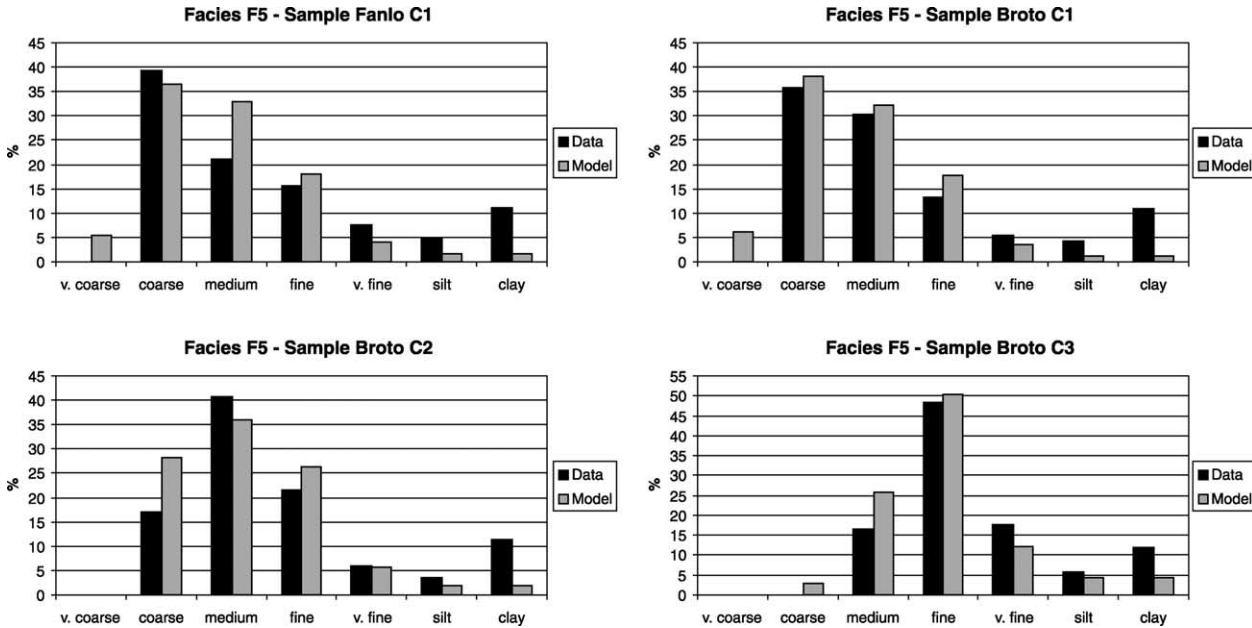 Facies F5 - Sample Fanlo C1
45
40
35
30
25
20
15
10
5
0
%
v. coarse coarse medium fine v. fine silt clay
Data
Model
Facies F5 - Sample Broto C1
45
40
35
30
25
20
15
10
5
0
%
v. coarse coarse medium fine v. fine silt clay
Data
Model
Facies F5 - Sample Broto C2
45
40
35
30
25
20
15
10
5
0
%
v. coarse coarse medium fine v. fine silt clay
Data
Model
Facies F5 - Sample Broto C3
55
50
45
40
35
30
25
20
15
10
5
0
%
v. coarse coarse medium fine v. fine silt clay
Data
Model